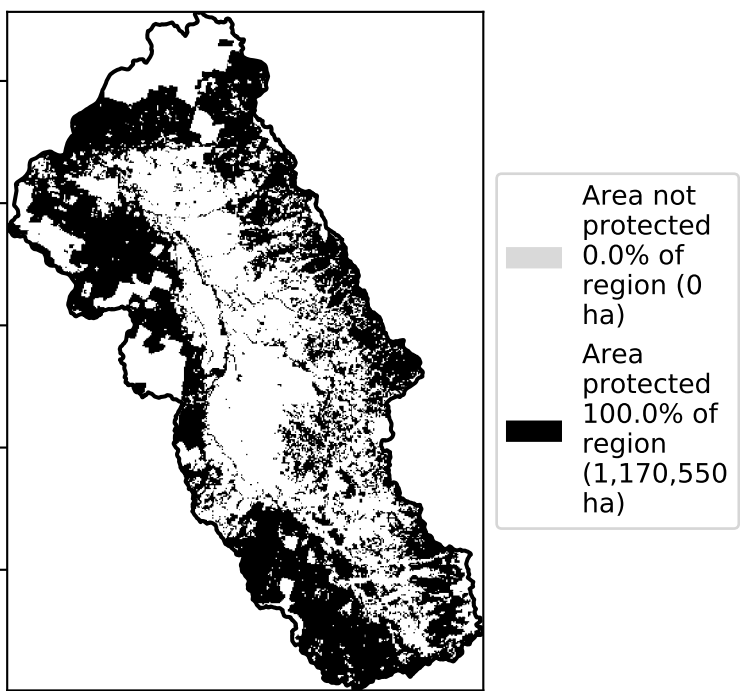 Area not
protected
0.0% of
region (0
ha)
Area
protected
100.0% of
region
(1,170,550
ha)